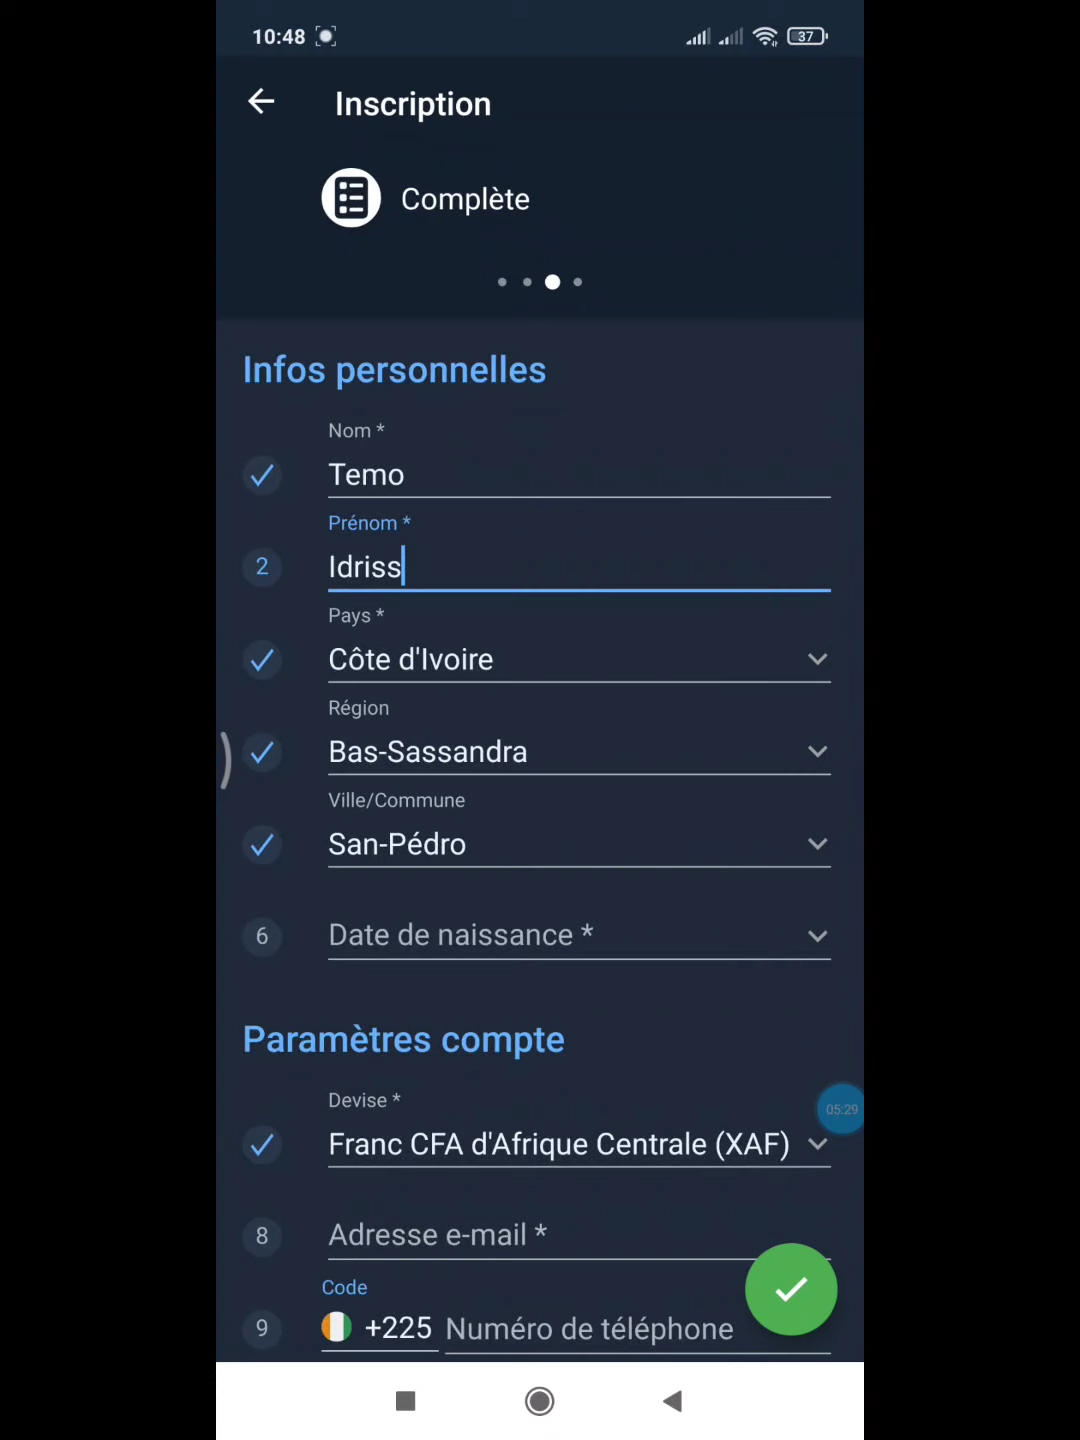 10:48
37
Inscription
Complète
Infos personnelles
Nom *
Temo
Prénom *
2 Idriss
Pays *
Côte d'Ivoire
Région
Bas-Sassandra
Ville/Commune
San-Pédro
6 Date de naissance *
Paramètres compte
Devise *
05:29
Franc CFA d'Afrique Centrale (XAF)
8 Adresse e-mail *
Code
9 +225 Numéro de téléphone